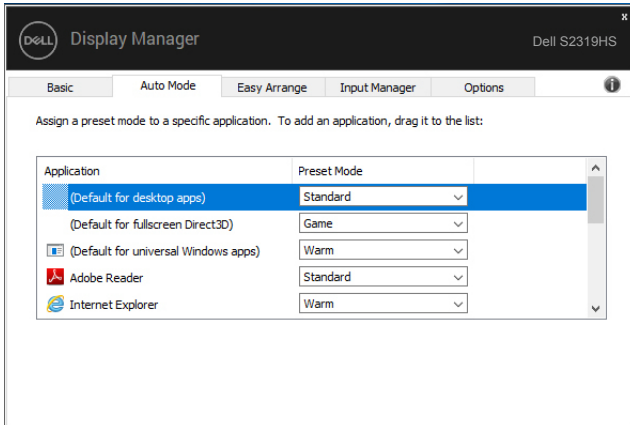 x
DELL Display Manager
Dell S2319HS
Basic Auto Mode Easy Arrange Input Manager Options i
Assign a preset mode to a specific application. To add an application, drag it to the list:
Application Preset Mode
(Default for desktop apps) Standard
(Default for fullscreen Direct3D) Game
(Default for universal Windows apps) Warm
Adobe Reader Standard
Internet Explorer Warm